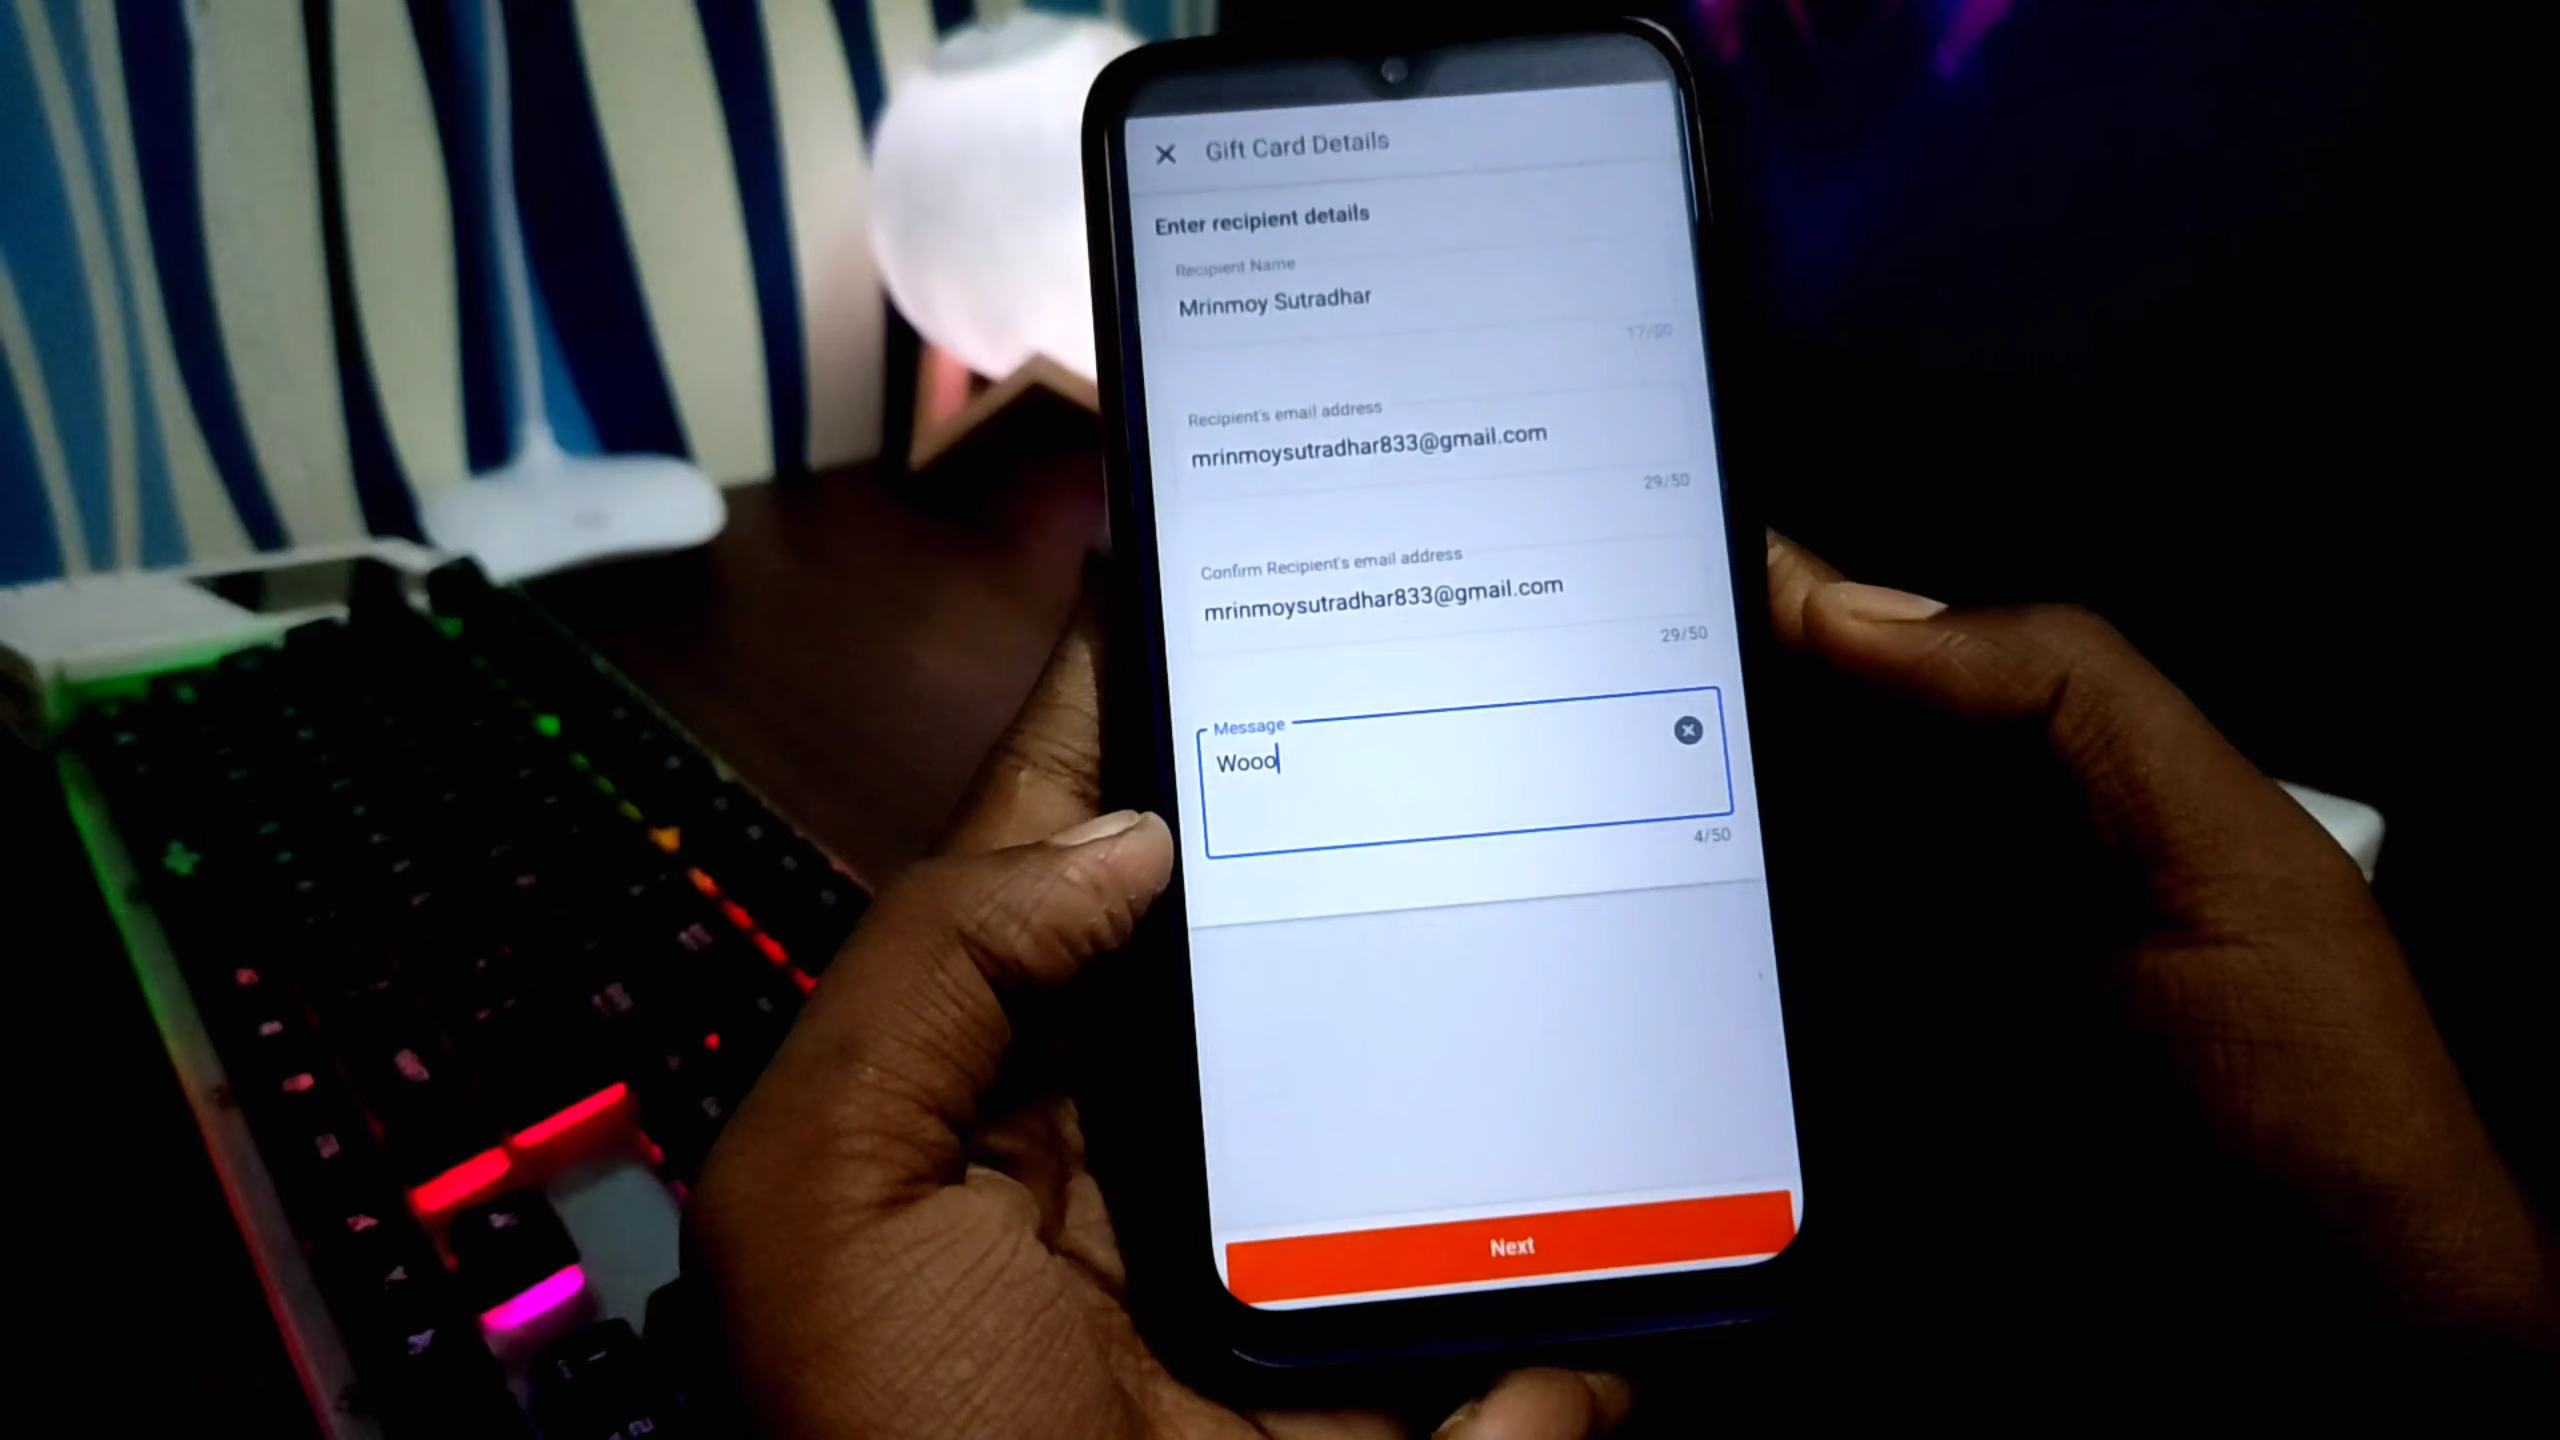 Gift Card Details
Enter recipient details
Recipient Name
Mrinmoy Sutradhar
17/50
Recipient's email address
mrinmoysutradhar833@gmail.com
29/50
Confirm Recipient's email address
mrinmoysutradhar833@gmail.com
29/50
Message
Wooo
4/50
Next